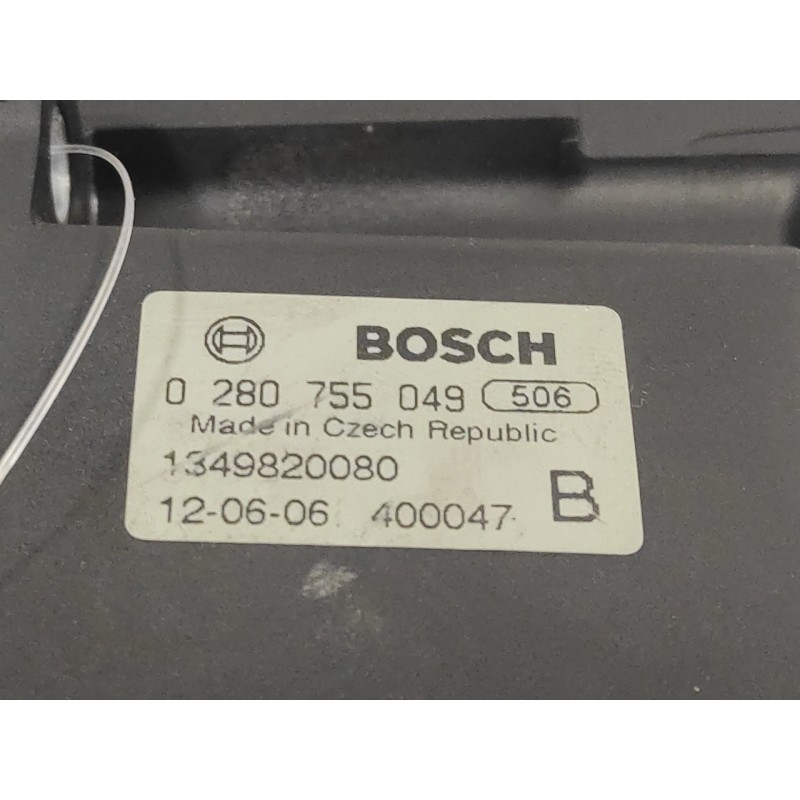 BOSCH
0 280 755 049 506
Made in Czech Republic
1349820080
12-06-06 400047 B